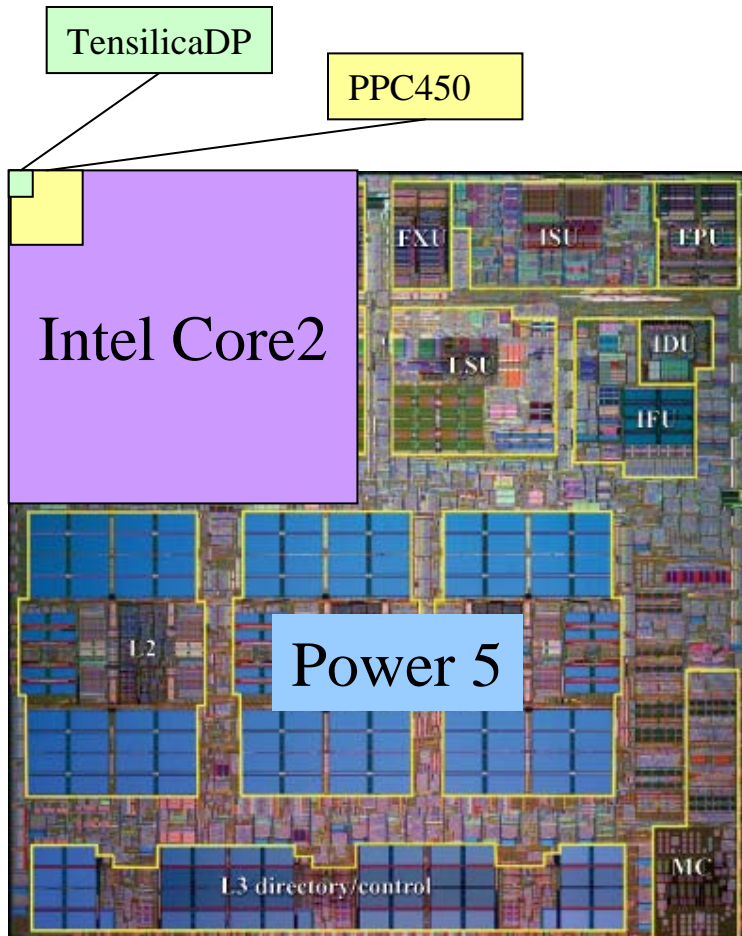 TensilicaDP
PPC450
FXU
ISU
FPU
Intel Core2
LSU
IDU
IFU
L2
Power 5
L3 directory/control
MC